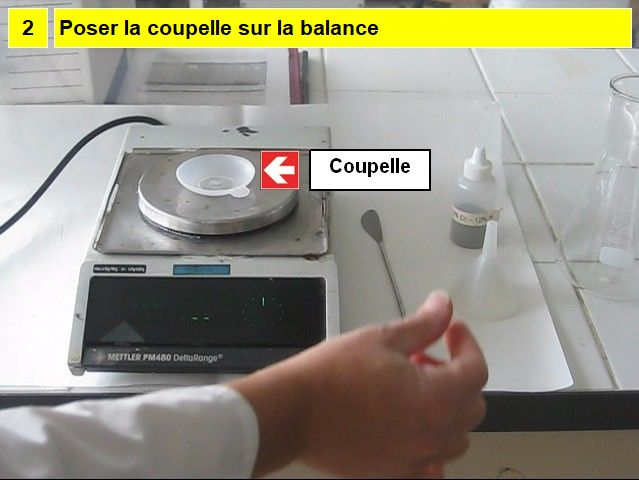 2 Poser la coupelle sur la balance
Coupelle
METTLER PM480 DeltaRange®